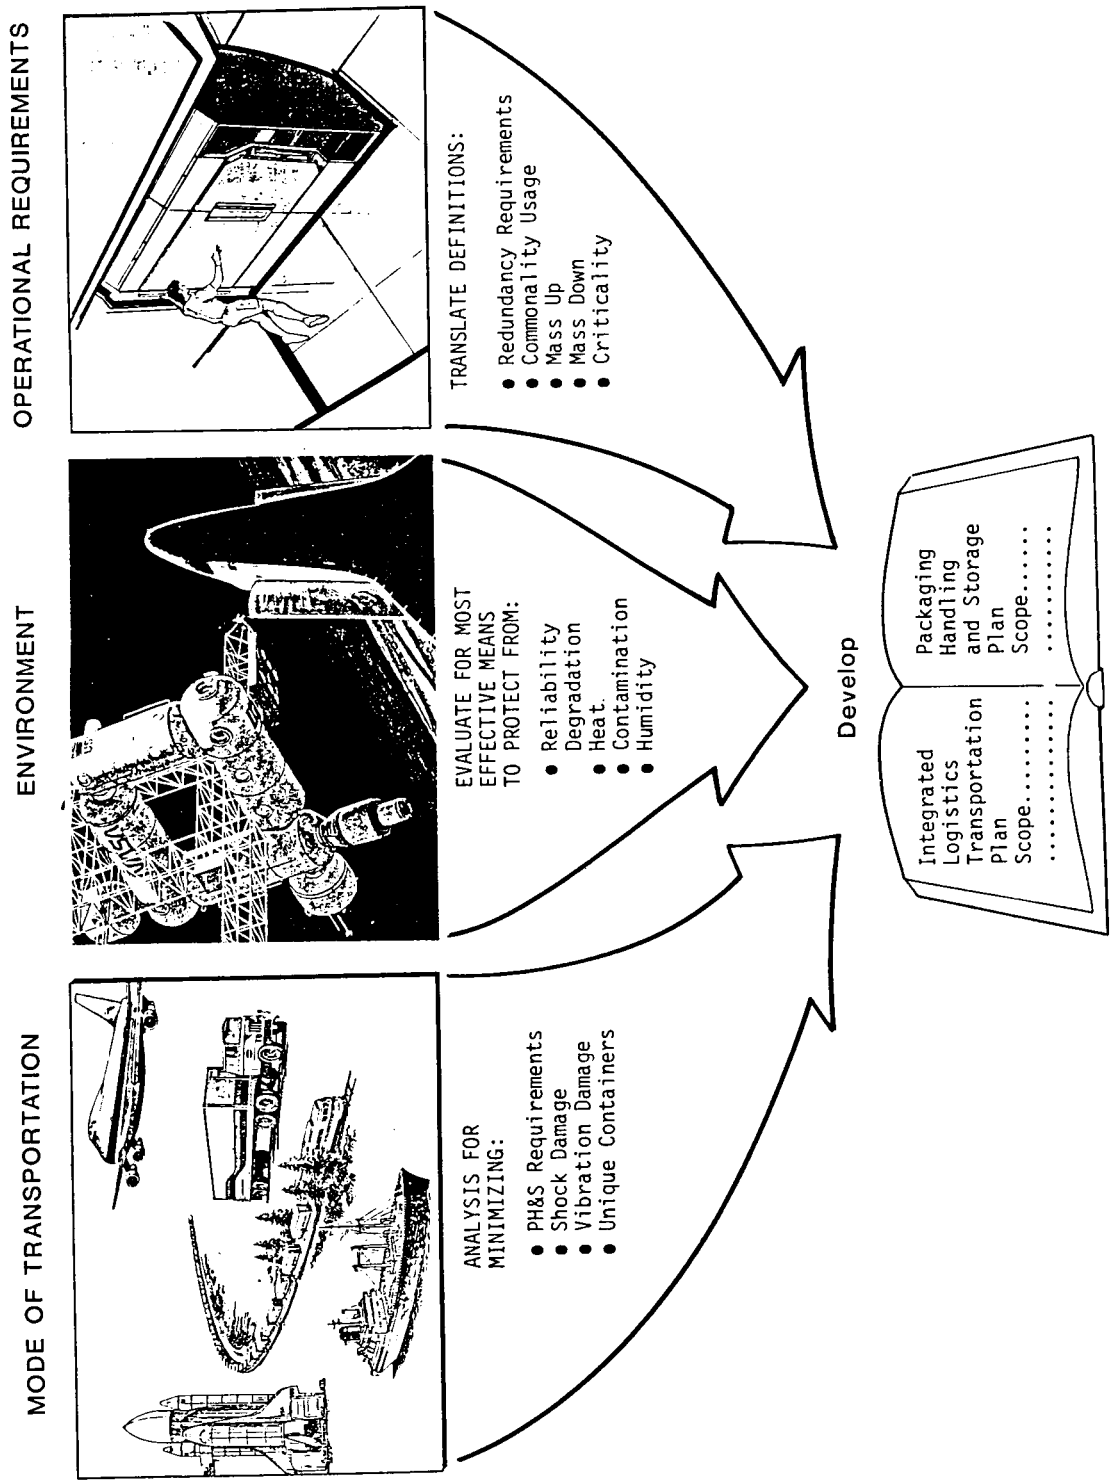 MODE OF TRANSPORTATION
ANALYSIS FOR
MINIMIZING:
● PH&S Requirements
● Shock Damage
● Vibration Damage
● Unique Containers
ENVIRONMENT
EVALUATE FOR MOST
EFFECTIVE MEANS
TO PROTECT FROM:
● Reliability
Degradation
● Heat.
● Contamination
● Humidity
OPERATIONAL REQUIREMENTS
TRANSLATE DEFINITIONS:
● Redundancy Requirements
● Commonality Usage
● Mass Up
● Mass Down
● Criticality
Develop
Integrated
Logistics
Transportation
Plan
Scope........
.............
Packaging
Handling
and Storage
Plan
Scope......
..........